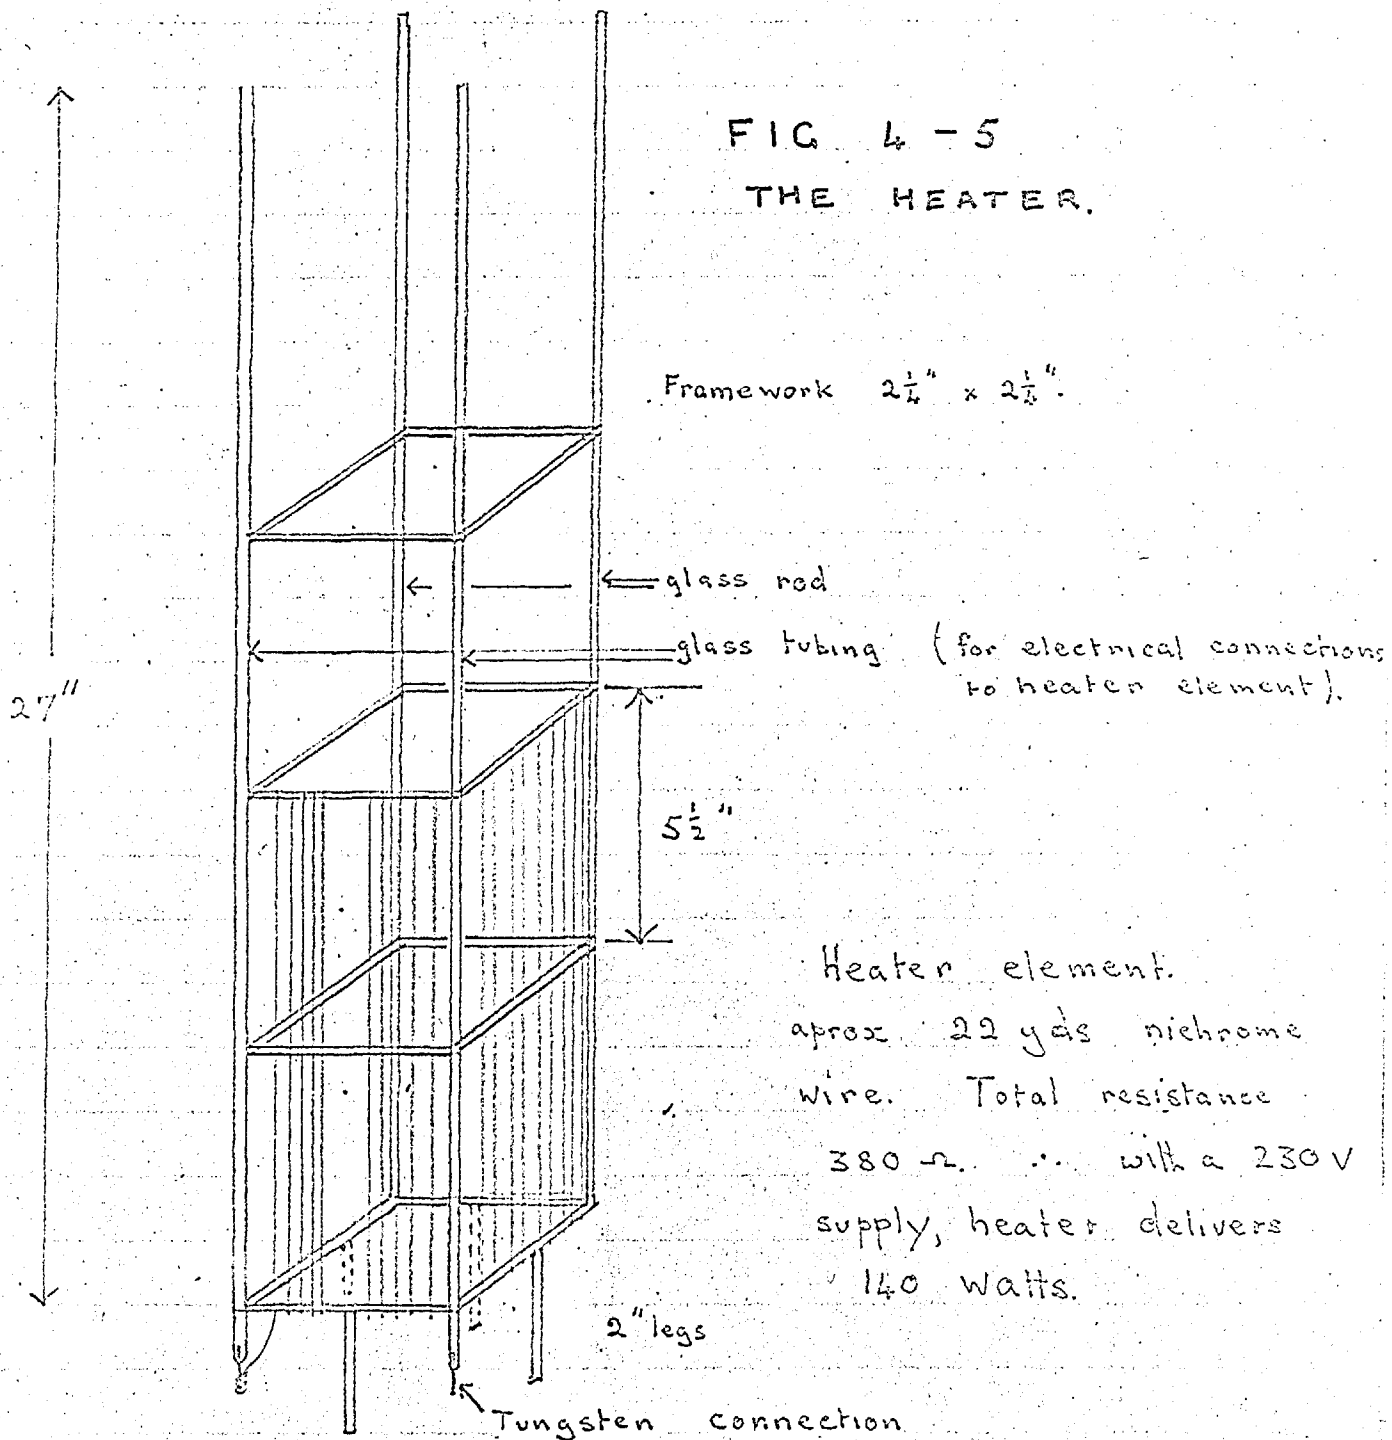 FIG 4-5
THE HEATER.
Framework 2¼" x 2¼".
glass rod
glass tubing (for electrical connections
to heater element).
27"
5½"
Heater element.
aprox 22 yds nichrome
wire. Total resistance
380 Ω. ∴ with a 230V
supply, heater delivers
140 Watts.
2" legs
Tungsten connection